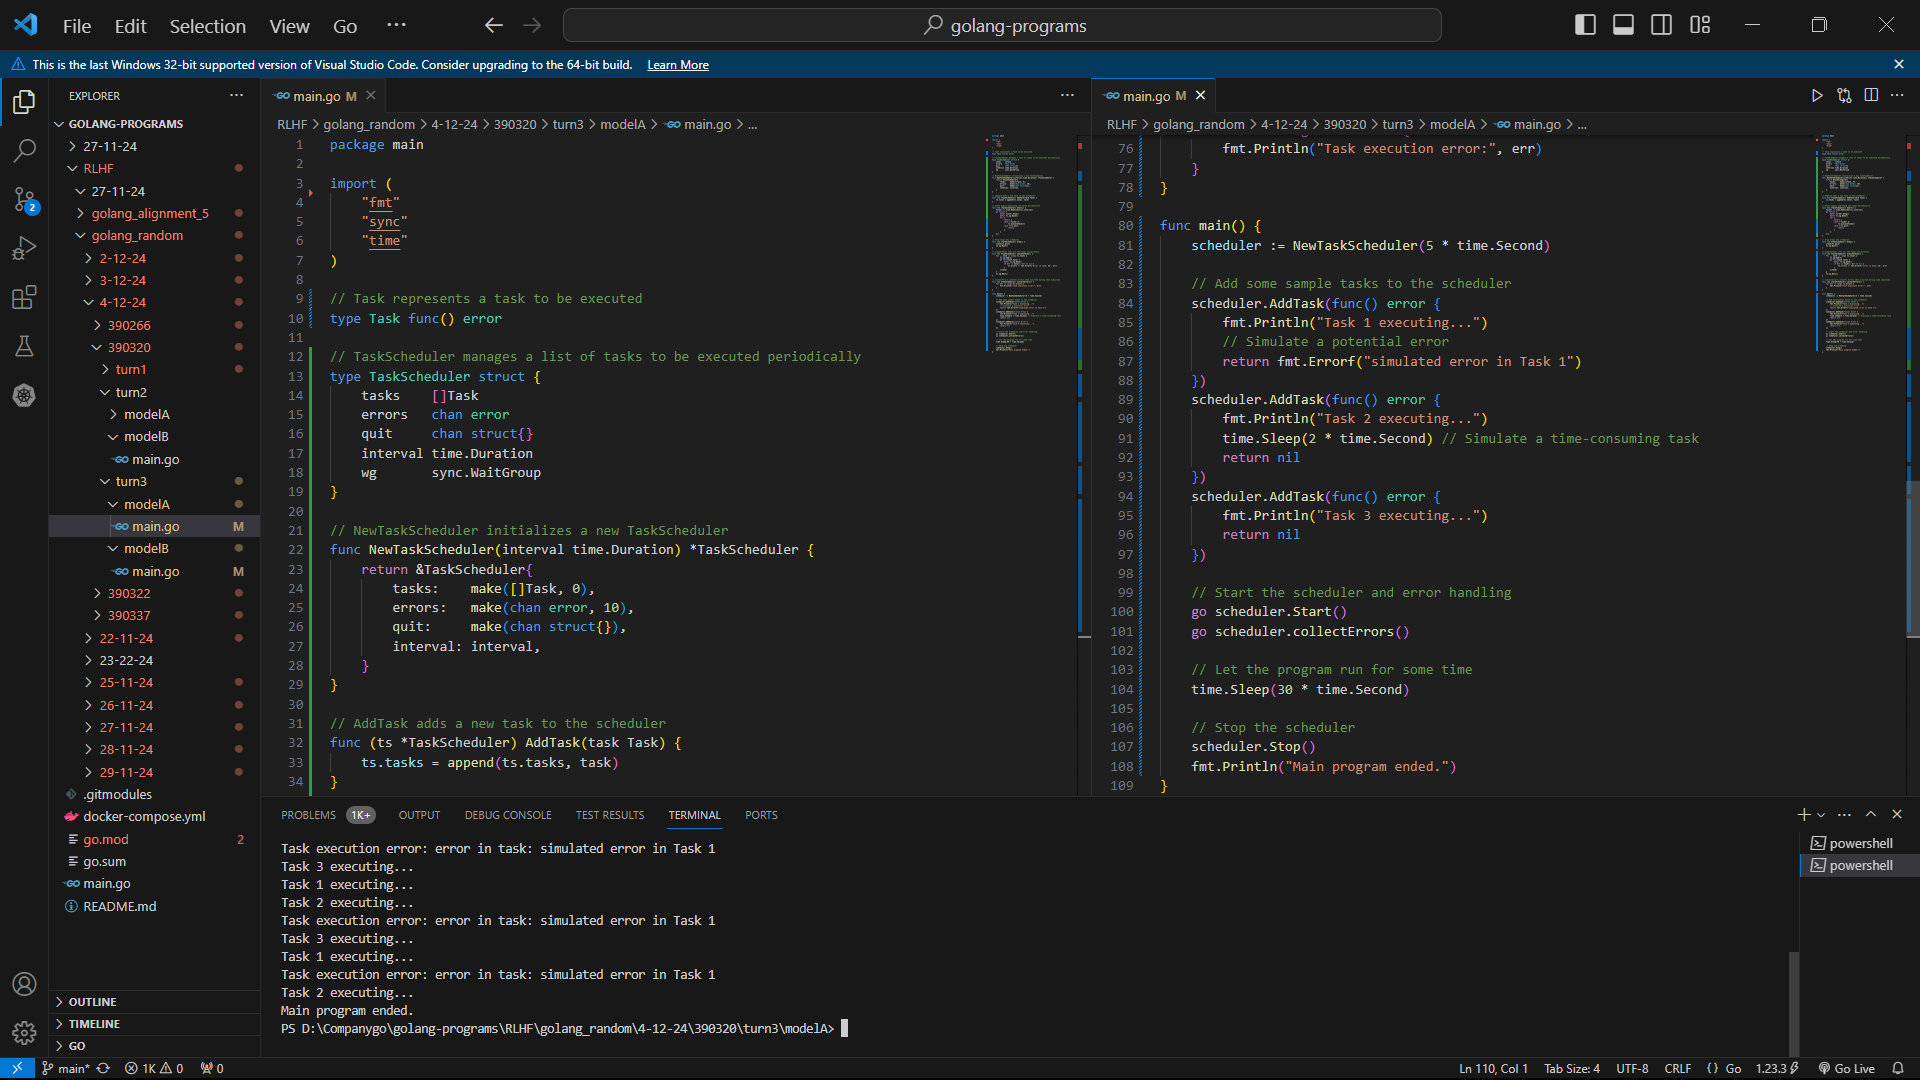 File Edit Selection View Go ···
golang-programs
This is the last Windows 32-bit supported version of Visual Studio Code. Consider upgrading to the 64-bit build. Learn More
EXPLORER
GOLANG-PROGRAMS
27-11-24
RLHF
27-11-24
golang_alignment_5
golang_random
2-12-24
3-12-24
4-12-24
390266
390320
turn1
turn2
modelA
modelB
main.go
turn3
modelA
main.go M
modelB
main.go M
390322
390337
22-11-24
23-22-24
25-11-24
26-11-24
27-11-24
28-11-24
29-11-24
.gitmodules
docker-compose.yml
go.mod 2
go.sum
main.go
README.md
OUTLINE
TIMELINE
GO
main.go M
RLHF > golang_random > 4-12-24 > 390320 > turn3 > modelA > main.go > ...
1 package main
2
3 import (
4 "fmt"
5 "sync"
6 "time"
7 )
8
9 // Task represents a task to be executed
10 type Task func() error
11
12 // TaskScheduler manages a list of tasks to be executed periodically
13 type TaskScheduler struct {
14 tasks []Task
15 errors chan error
16 quit chan struct{}
17 interval time.Duration
18 wg sync.WaitGroup
19 }
20
21 // NewTaskScheduler initializes a new TaskScheduler
22 func NewTaskScheduler(interval time.Duration) *TaskScheduler {
23 return &TaskScheduler{
24 tasks: make([]Task, 0),
25 errors: make(chan error, 10),
26 quit: make(chan struct{}),
27 interval: interval,
28 }
29 }
30
31 // AddTask adds a new task to the scheduler
32 func (ts *TaskScheduler) AddTask(task Task) {
33 ts.tasks = append(ts.tasks, task)
34 }
main.go M
RLHF > golang_random > 4-12-24 > 390320 > turn3 > modelA > main.go > ...
76 fmt.Println("Task execution error:", err)
77 }
78 }
79
80 func main() {
81 scheduler := NewTaskScheduler(5 * time.Second)
82
83 // Add some sample tasks to the scheduler
84 scheduler.AddTask(func() error {
85 fmt.Println("Task 1 executing...")
86 // Simulate a potential error
87 return fmt.Errorf("simulated error in Task 1")
88 })
89 scheduler.AddTask(func() error {
90 fmt.Println("Task 2 executing...")
91 time.Sleep(2 * time.Second) // Simulate a time-consuming task
92 return nil
93 })
94 scheduler.AddTask(func() error {
95 fmt.Println("Task 3 executing...")
96 return nil
97 })
98
99 // Start the scheduler and error handling
100 go scheduler.Start()
101 go scheduler.collectErrors()
102
103 // Let the program run for some time
104 time.Sleep(30 * time.Second)
105
106 // Stop the scheduler
107 scheduler.Stop()
108 fmt.Println("Main program ended.")
109 }
PROBLEMS 1K+ OUTPUT DEBUG CONSOLE TEST RESULTS TERMINAL PORTS
Task execution error: error in task: simulated error in Task 1
Task 3 executing...
Task 1 executing...
Task 2 executing...
Task execution error: error in task: simulated error in Task 1
Task 3 executing...
Task 1 executing...
Task execution error: error in task: simulated error in Task 1
Task 2 executing...
Main program ended.
PS D:\Companygo\golang-programs\RLHF\golang_random\4-12-24\390320\turn3\modelA>
powershell
powershell
2
main* 1K 0 0
Ln 110, Col 1 Tab Size: 4 UTF-8 CRLF {} Go 1.23.3 Go Live